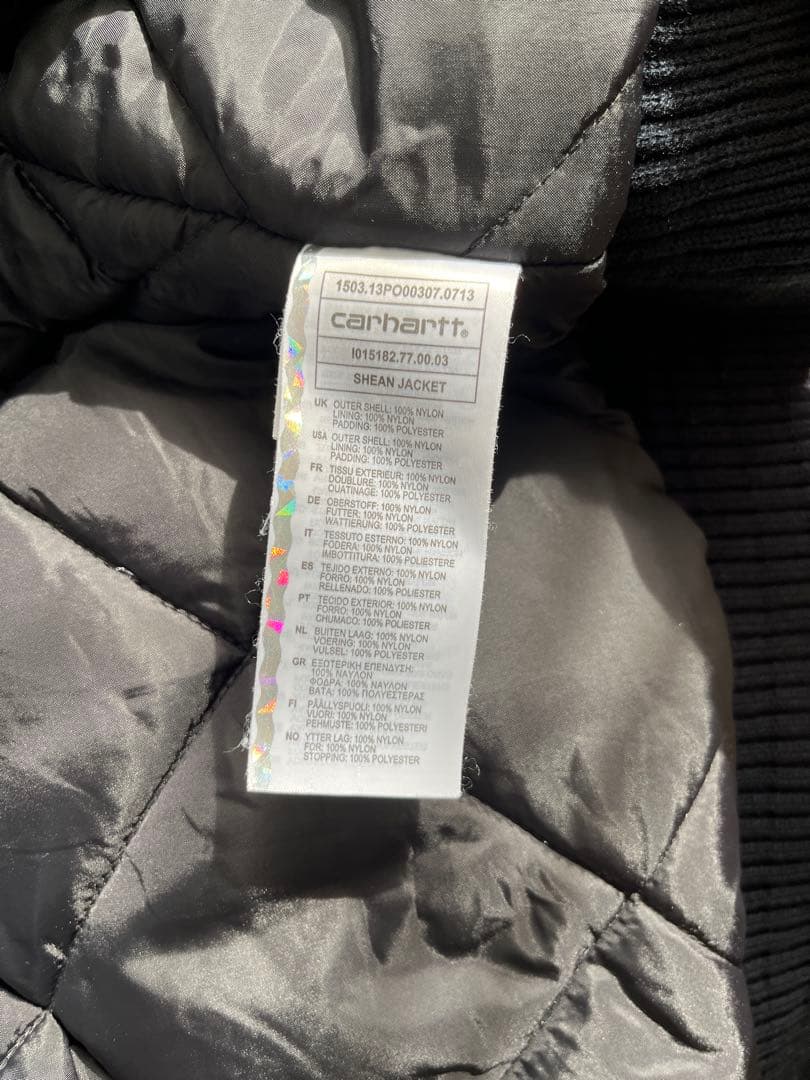 1503.13PO00307.0713
carhartt®
I015182.77.00.03
SHEAN JACKET
UK OUTER SHELL: 100% NYLON
LINING: 100% NYLON
PADDING: 100% POLYESTER
USA OUTER SHELL: 100% NYLON
LINING: 100% NYLON
PADDING: 100% POLYESTER
FR TISSU EXTERIEUR: 100% NYLON
DOUBLURE: 100% NYLON
OUATINAGE: 100% POLYESTER
DE OBERSTOFF: 100% NYLON
FUTTER: 100% NYLON
WATTIERUNG: 100% POLYESTER
IT TESSUTO ESTERNO: 100% NYLON
FODERA: 100% NYLON
IMBOTTITURA: 100% POLIESTERE
ES TEJIDO EXTERNO: 100% NYLON
FORRO: 100% NYLON
RELLENADO: 100% POLIESTER
PT TECIDO EXTERIOR: 100% NYLON
FORRO: 100% NYLON
CHUMACO: 100% POLIESTER
NL BUITEN LAAG: 100% NYLON
VOERING: 100% NYLON
VULSEL: 100% POLYESTER
GR ΕΞΩΤΕΡΙΚΗ ΕΠΕΝΔΥΣΗ:
100% ΝΑΥΛΟΝ
ΦΟΔΡΑ: 100% ΝΑΥΛΟΝ
ΒΑΤΑ: 100% ΠΟΛΥΕΣΤΕΡΑΣ
FI PÄÄLLYSPUOLI: 100% NYLON
VUORI: 100% NYLON
PEHMUSTE: 100% POLYESTERI
NO YTTER LAG: 100% NYLON
FOR: 100% NYLON
STOPPING: 100% POLYESTER